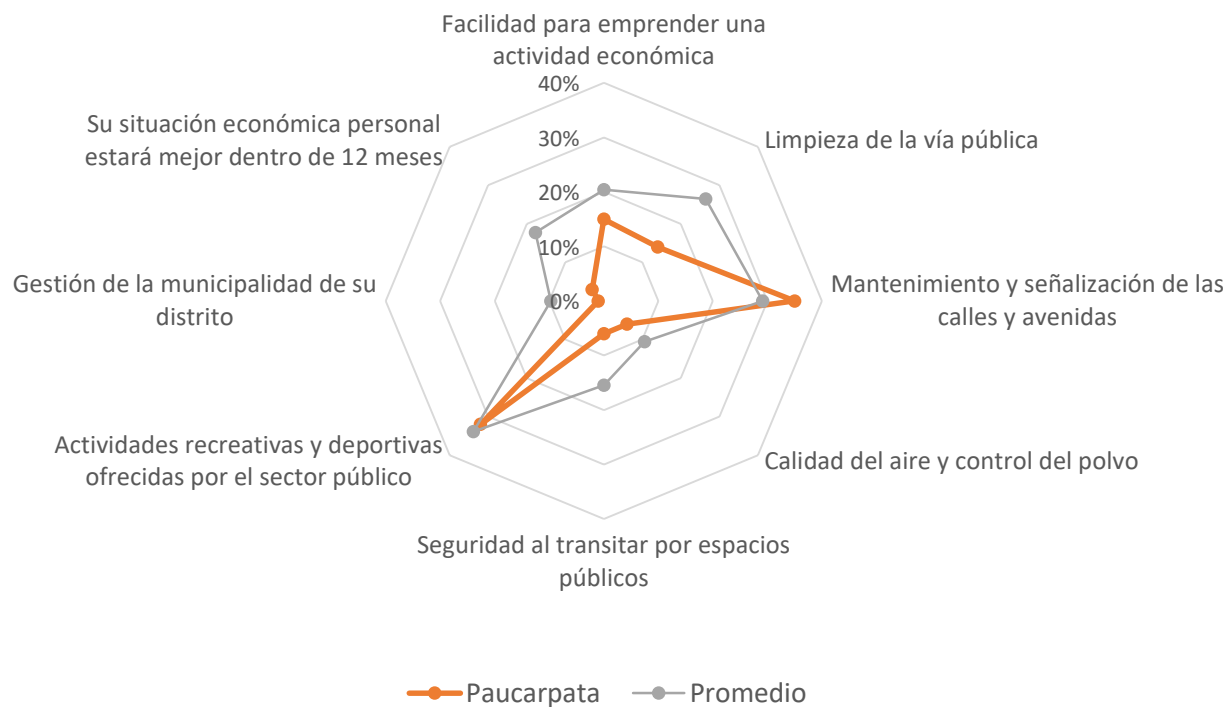 Facilidad para emprender una
actividad económica
40%
Su situación económica personal
estará mejor dentro de 12 meses
30%
Limpieza de la vía pública
20%
10%
Gestión de la municipalidad de su
distrito
0%
Mantenimiento y señalización de las
calles y avenidas
Actividades recreativas y deportivas
ofrecidas por el sector público
Calidad del aire y control del polvo
Seguridad al transitar por espacios
públicos
Paucarpata
Promedio